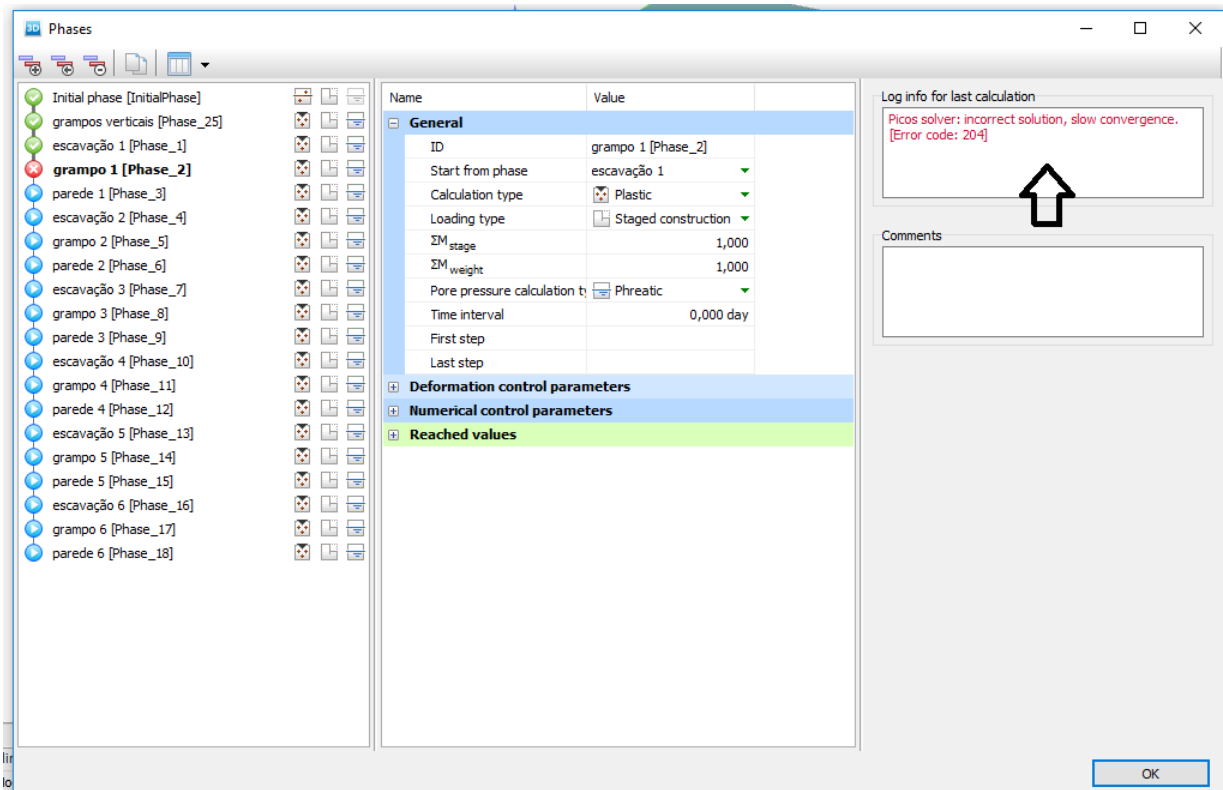 3D Phases
Initial phase [InitialPhase]
grampos verticais [Phase_25]
escavação 1 [Phase_1]
grampo 1 [Phase_2]
parede 1 [Phase_3]
escavação 2 [Phase_4]
grampo 2 [Phase_5]
parede 2 [Phase_6]
escavação 3 [Phase_7]
grampo 3 [Phase_8]
parede 3 [Phase_9]
escavação 4 [Phase_10]
grampo 4 [Phase_11]
parede 4 [Phase_12]
escavação 5 [Phase_13]
grampo 5 [Phase_14]
parede 5 [Phase_15]
escavação 6 [Phase_16]
grampo 6 [Phase_17]
parede 6 [Phase_18]
Name Value
General
ID grampo 1 [Phase_2]
Start from phase escavação 1
Calculation type Plastic
Loading type Staged construction
ΣM stage 1,000
ΣM weight 1,000
Pore pressure calculation ty Phreatic
Time interval 0,000 day
First step
Last step
Deformation control parameters
Numerical control parameters
Reached values
Log info for last calculation
Picos solver: incorrect solution, slow convergence.
[Error code: 204]
Comments
OK